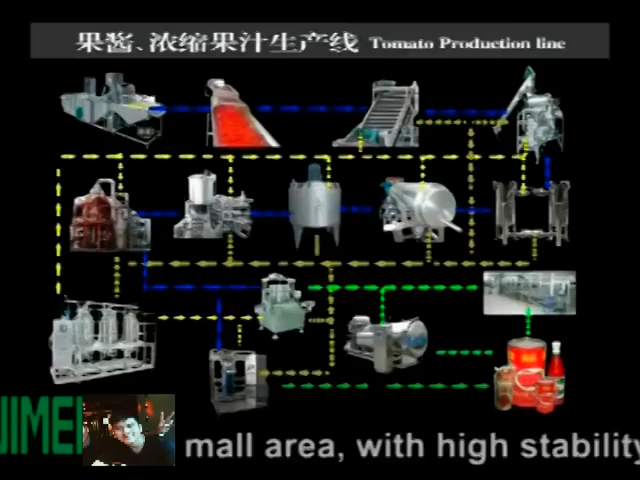 果酱、浓缩果汁生产线 Tomato Production line
JIMEI
mall area, with high stability